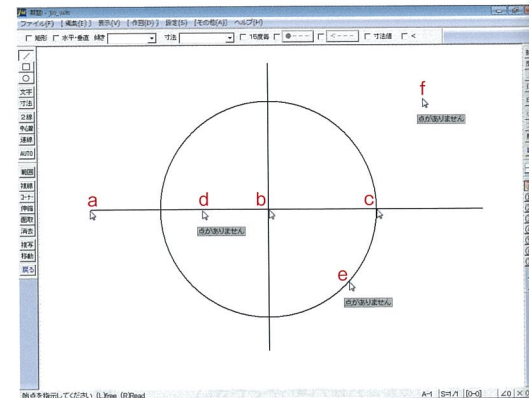 無題 - jw_win
ファイル(F) [編集(E)] 表示(V) [作図(D)] 設定(S) [その他(A)] ヘルプ(H)
矩形 水平・垂直 傾き 寸法 15度毎 ●--- <--- 寸法値 <
／
□
○
文字
寸法
2線
中心線
連線
AUTO
範囲
複線
コーナー
伸縮
面取
消去
複写
移動
戻る
f
点がありません
a
d
b
c
点がありません
e
点がありません
始点を指示してください (L)free (R)Read
A-4 S=1/1 [0-0] ∠0 ×